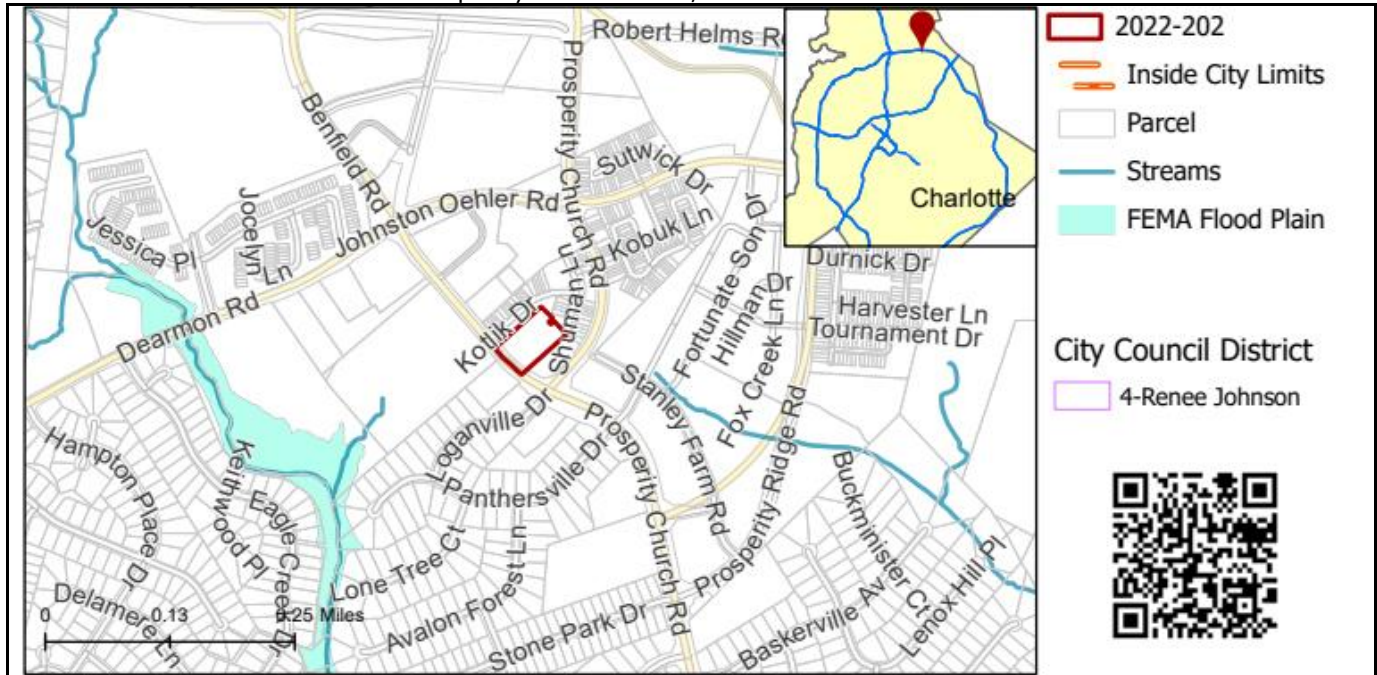 Robert Helms R
Prosperity Church Rd
Benfield Rd
Sutwick Dr
Johnston Oehler Rd
Kobuk Ln
Jocelyn Ln
Jessica Pl
Dearmon Rd
Kotlik Dr
Shuman Ln
Fortunate Son Dr
Hillman Dr
Fox Creek Ln
Durnick Dr
Harvester Ln
Tournament Dr
Stanley Farm Rd
Loganville Dr
Panthersville Dr
Prosperity Church Rd
Prosperity Ridge Rd
Hampton Place Dr
Keithwood Pl
Eagle Creek Dr
Lone Tree Ct
Avalon Forest Ln
Stone Park Dr
Delamere Ln
Baskerville Av
Buckminister Ct
Lenox Hill Pl
0 0.13 0.25 Miles
Charlotte
2022-202
Inside City Limits
Parcel
Streams
FEMA Flood Plain
City Council District
4-Renee Johnson